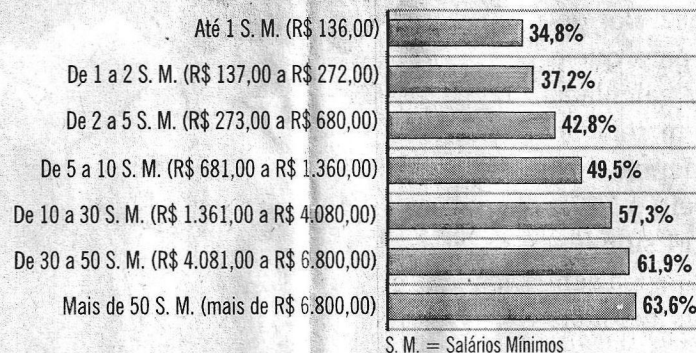 Até 1 S. M. (R$ 136,00) 34,8%
De 1 a 2 S. M. (R$ 137,00 a R$ 272,00) 37,2%
De 2 a 5 S. M. (R$ 273,00 a R$ 680,00) 42,8%
De 5 a 10 S. M. (R$ 681,00 a R$ 1.360,00) 49,5%
De 10 a 30 S. M. (R$ 1.361,00 a R$ 4.080,00) 57,3%
De 30 a 50 S. M. (R$ 4.081,00 a R$ 6.800,00) 61,9%
Mais de 50 S. M. (mais de R$ 6.800,00) 63,6%
S. M. = Salários Mínimos